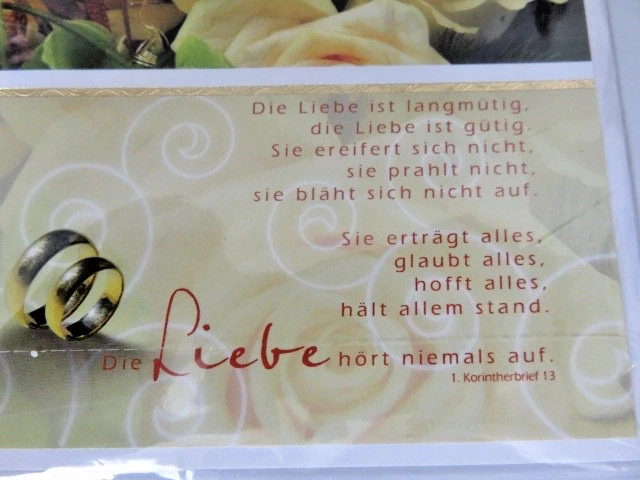 Die Liebe ist langmütig,
die Liebe ist gütig.
Sie ereifert sich nicht,
sie prahlt nicht,
sie bläht sich nicht auf.
Sie erträgt alles,
glaubt alles,
hofft alles,
hält allem stand.
Die Liebe hört niemals auf.
1. Korintherbrief 13